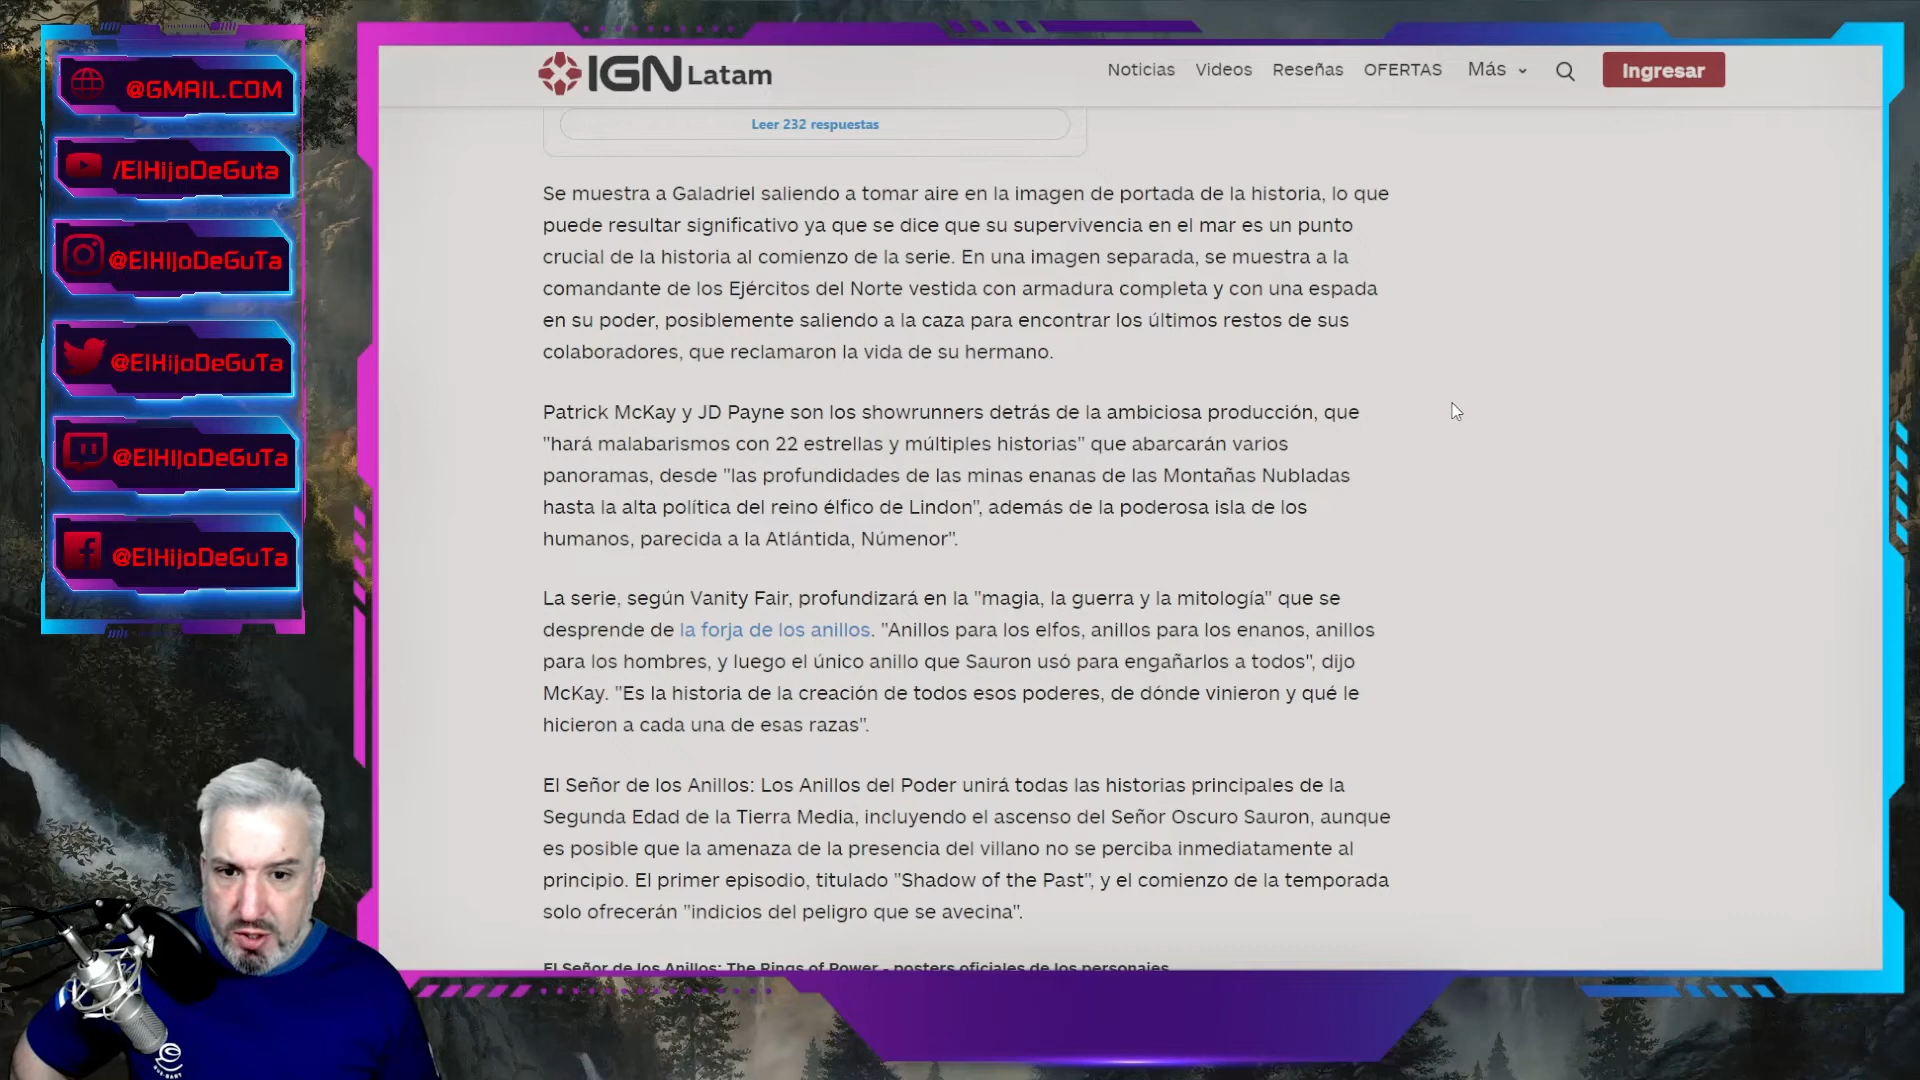 @GMAIL.COM
/ElHijoDeGuta
@ElHIjoDeGuTa
@ElHIjoDeGuTa
@ElHIjoDeGuTa
@ElHIjoDeGuTa
IGN Latam
Noticias Videos Reseñas OFERTAS Más Ingresar
Leer 232 respuestas
Se muestra a Galadriel saliendo a tomar aire en la imagen de portada de la historia, lo que
puede resultar significativo ya que se dice que su supervivencia en el mar es un punto
crucial de la historia al comienzo de la serie. En una imagen separada, se muestra a la
comandante de los Ejércitos del Norte vestida con armadura completa y con una espada
en su poder, posiblemente saliendo a la caza para encontrar los últimos restos de sus
colaboradores, que reclamaron la vida de su hermano.
Patrick McKay y JD Payne son los showrunners detrás de la ambiciosa producción, que
"hará malabarismos con 22 estrellas y múltiples historias" que abarcarán varios
panoramas, desde "las profundidades de las minas enanas de las Montañas Nubladas
hasta la alta política del reino élfico de Lindon", además de la poderosa isla de los
humanos, parecida a la Atlántida, Númenor".
La serie, según Vanity Fair, profundizará en la "magia, la guerra y la mitología" que se
desprende de la forja de los anillos. "Anillos para los elfos, anillos para los enanos, anillos
para los hombres, y luego el único anillo que Sauron usó para engañarlos a todos", dijo
McKay. "Es la historia de la creación de todos esos poderes, de dónde vinieron y qué le
hicieron a cada una de esas razas".
El Señor de los Anillos: Los Anillos del Poder unirá todas las historias principales de la
Segunda Edad de la Tierra Media, incluyendo el ascenso del Señor Oscuro Sauron, aunque
es posible que la amenaza de la presencia del villano no se perciba inmediatamente al
principio. El primer episodio, titulado "Shadow of the Past", y el comienzo de la temporada
solo ofrecerán "indicios del peligro que se avecina".
El Señor de los Anillos: The Rings of Power - posters oficiales de los personajes